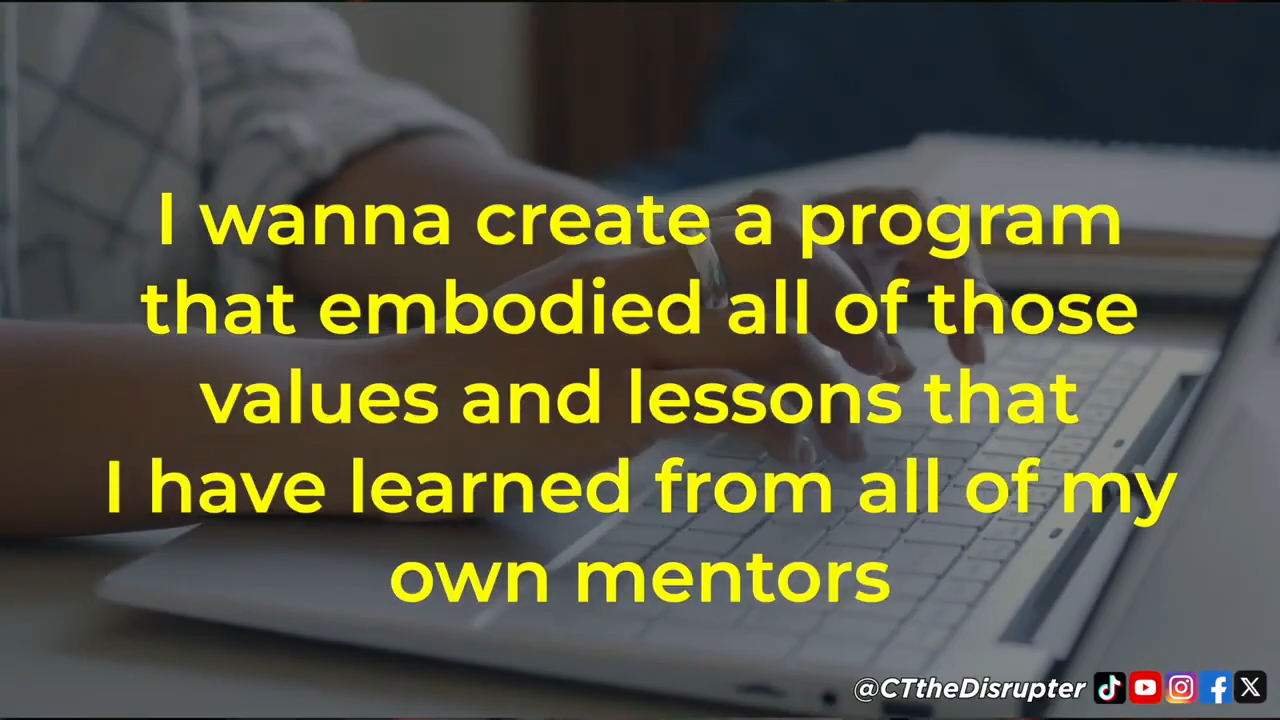 I wanna create a program
that embodied all of those
values and lessons that
I have learned from all of my
own mentors
@CTtheDisrupter